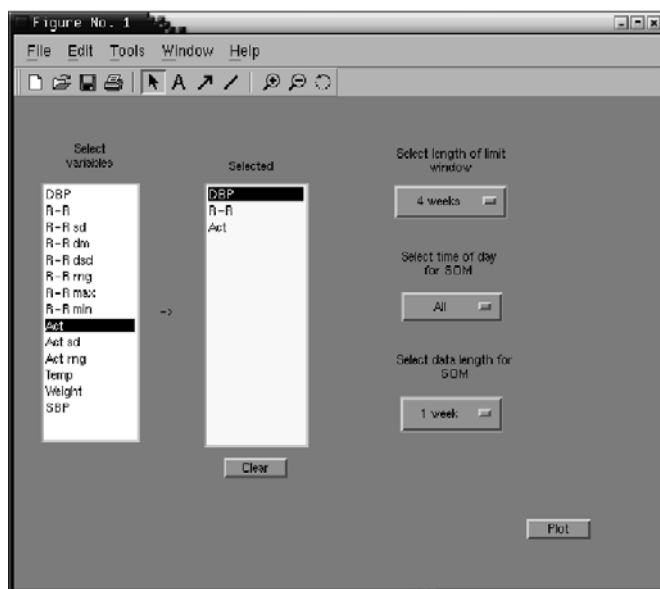 Figure No. 1
File Edit Tools Window Help
A
Select
variables
DBP
R-R
R-R sd
R-R dm
R-R dsd
R-R rng
R-R max
R-R min
Act
Act sd
Act rng
Temp
Weight
SBP
->
Selected
DBP
R-R
Act
Clear
Select length of limit
window
4 weeks
Select time of day
for SOM
All
Select data length for
SOM
1 week
Plot